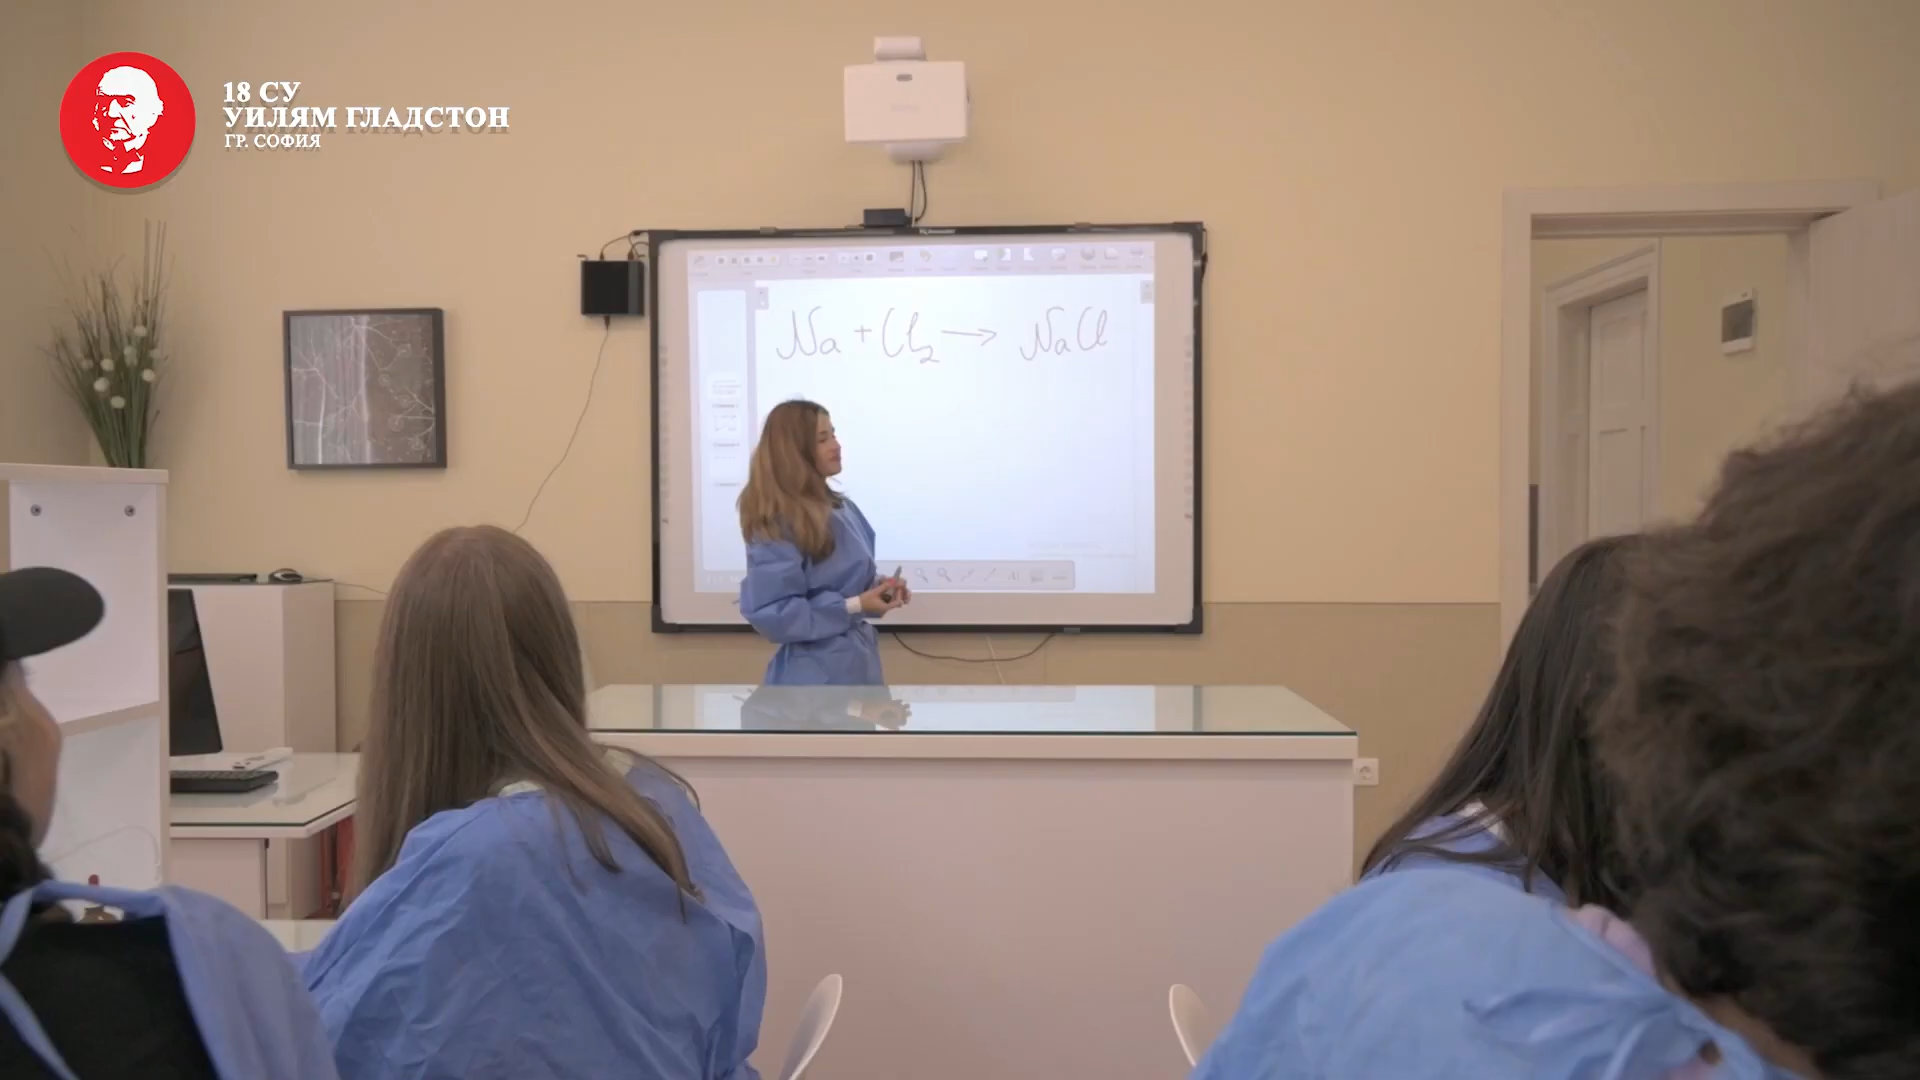 18 СУ
УИЛЯМ ГЛАДСТОН
ГР. СОФИЯ
Na + Cl₂ → NaCl